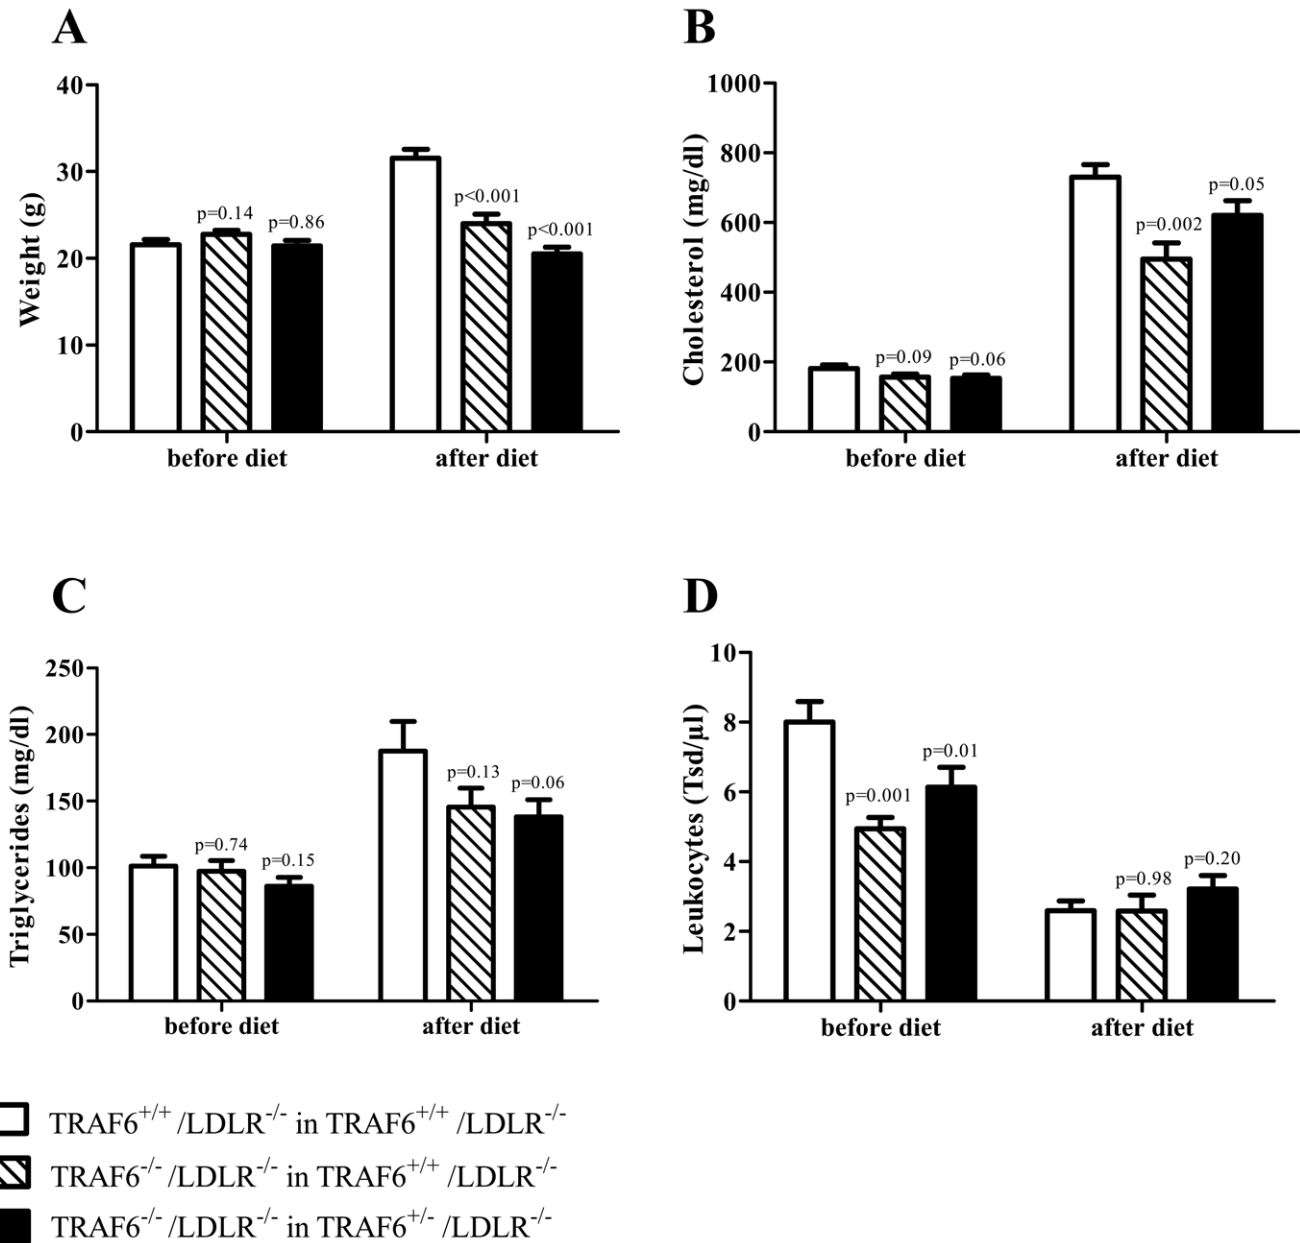 A
Weight (g)
40
30
20
10
0
p=0.14
p=0.86
p<0.001
p<0.001
before diet
after diet
B
Cholesterol (mg/dl)
1000
800
600
400
200
0
p=0.09
p=0.06
p=0.002
p=0.05
before diet
after diet
C
Triglycerides (mg/dl)
250
200
150
100
50
0
p=0.74
p=0.15
p=0.13
p=0.06
before diet
after diet
D
Leukocytes (Tsd/µl)
10
8
6
4
2
0
p=0.001
p=0.01
p=0.98
p=0.20
before diet
after diet
TRAF6+/+ /LDLR-/- in TRAF6+/+ /LDLR-/-
TRAF6-/- /LDLR-/- in TRAF6+/+ /LDLR-/-
TRAF6-/- /LDLR-/- in TRAF6+/- /LDLR-/-